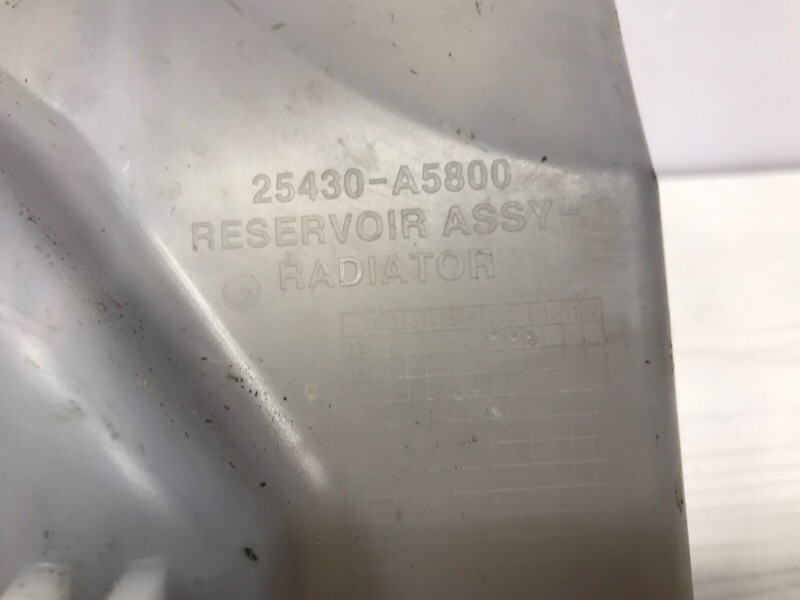 25430-A5800
RESERVOIR ASSY-
RADIATOR